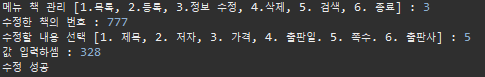 메뉴 책 관리 [1.목록, 2.등록, 3.정보 수정, 4.삭제, 5. 검색, 6. 종료] : 3
수정한 책의 번호 : 777
수정할 내용 선택 [1. 제목, 2. 저자, 3. 가격, 4. 출판일. 5. 쪽수. 6. 출판사] : 5
값 입력하셈 : 328
수정 성공